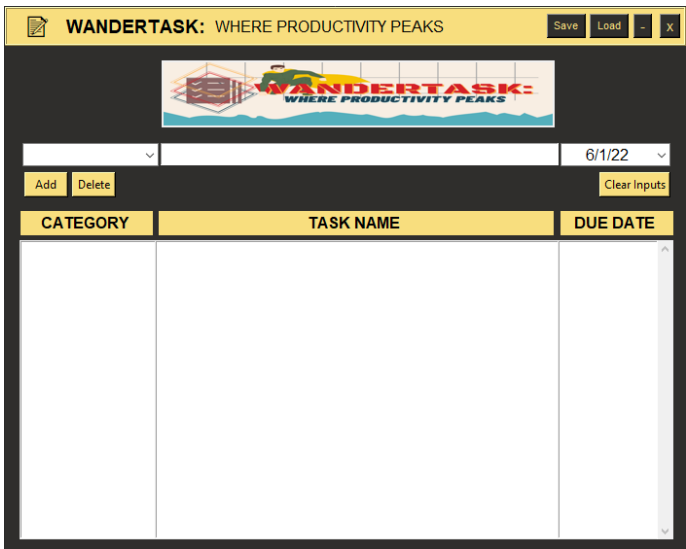 WANDERTASK: WHERE PRODUCTIVITY PEAKS Save Load - X
WANDERTASK:
WHERE PRODUCTIVITY PEAKS
6/1/22
Add Delete Clear Inputs
CATEGORY TASK NAME DUE DATE